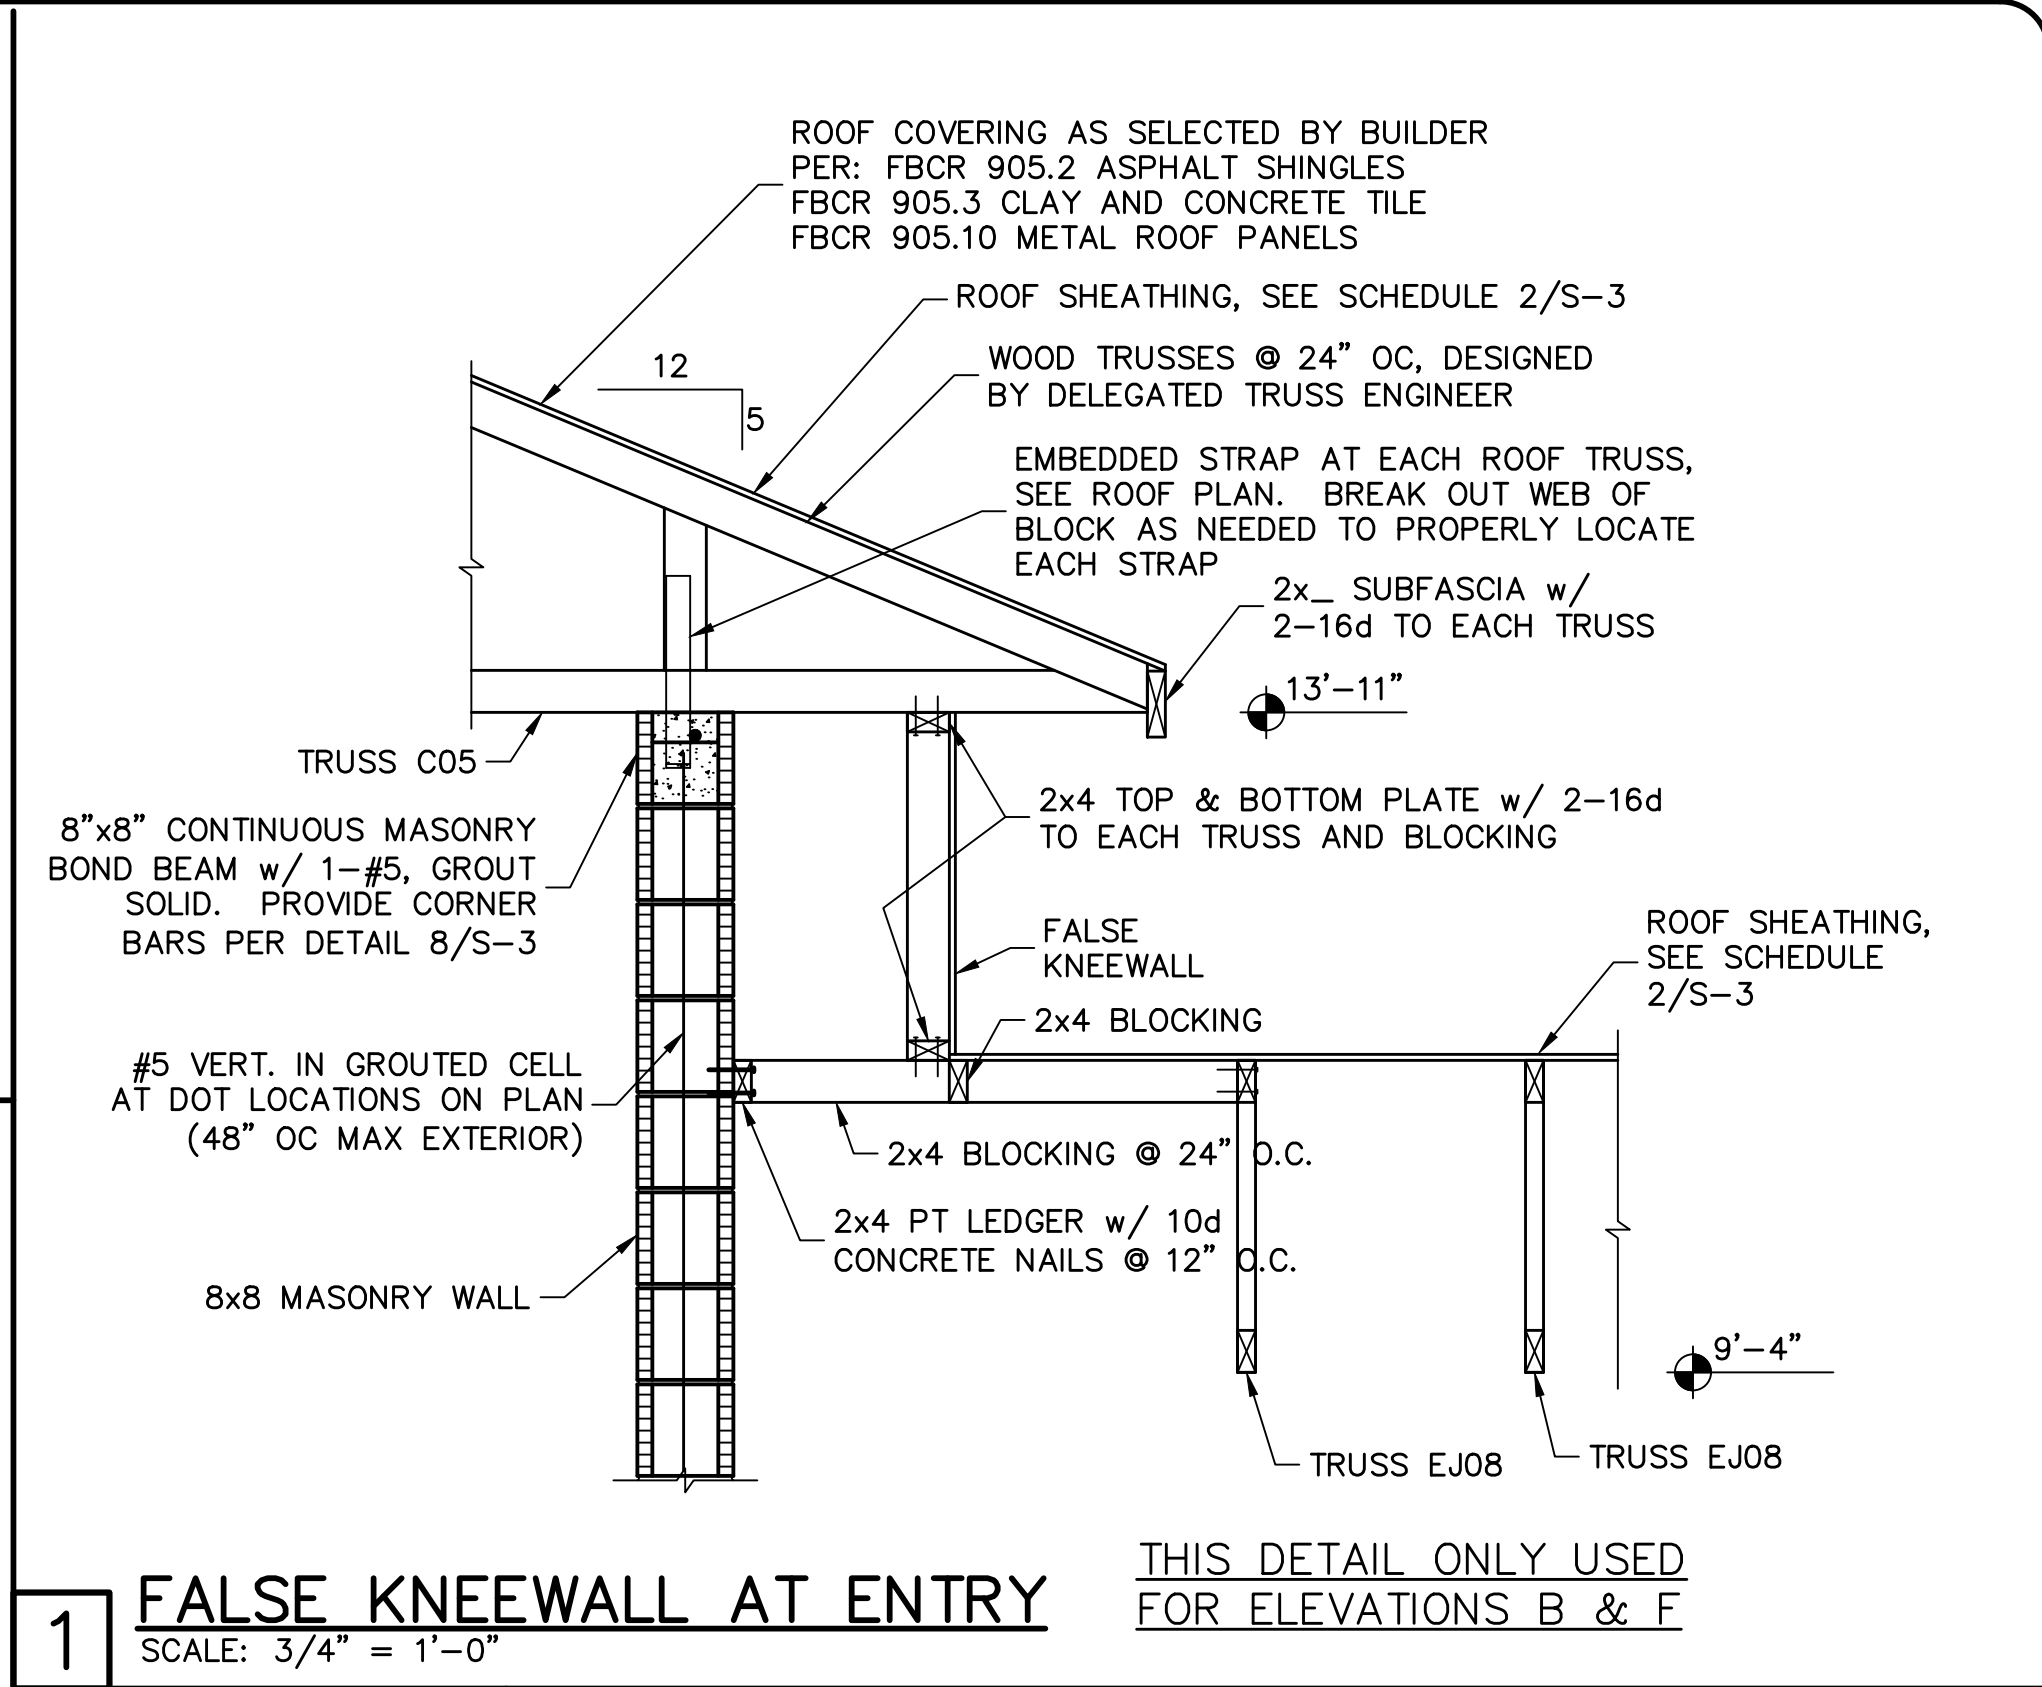 ROOF COVERING AS SELECTED BY BUILDER
PER: FBCR 905.2 ASPHALT SHINGLES
FBCR 905.3 CLAY AND CONCRETE TILE
FBCR 905.10 METAL ROOF PANELS
ROOF SHEATHING, SEE SCHEDULE 2/S-3
12
5
WOOD TRUSSES @ 24" OC, DESIGNED
BY DELEGATED TRUSS ENGINEER
EMBEDDED STRAP AT EACH ROOF TRUSS,
SEE ROOF PLAN. BREAK OUT WEB OF
BLOCK AS NEEDED TO PROPERLY LOCATE
EACH STRAP
2x_ SUBFASCIA w/
2-16d TO EACH TRUSS
13'-11"
TRUSS C05
8"x8" CONTINUOUS MASONRY
BOND BEAM w/ 1-#5, GROUT
SOLID. PROVIDE CORNER
BARS PER DETAIL 8/S-3
2x4 TOP & BOTTOM PLATE w/ 2-16d
TO EACH TRUSS AND BLOCKING
FALSE
KNEEWALL
2x4 BLOCKING
ROOF SHEATHING,
SEE SCHEDULE
2/S-3
#5 VERT. IN GROUTED CELL
AT DOT LOCATIONS ON PLAN
(48" OC MAX EXTERIOR)
2x4 BLOCKING @ 24" O.C.
2x4 PT LEDGER w/ 10d
CONCRETE NAILS @ 12" O.C.
8x8 MASONRY WALL
9'-4"
TRUSS EJ08
TRUSS EJ08
1
FALSE KNEEWALL AT ENTRY
SCALE: 3/4" = 1'-0"
THIS DETAIL ONLY USED
FOR ELEVATIONS B & F